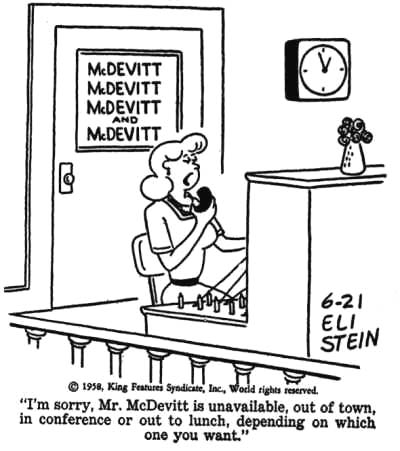 McDEVITT
McDEVITT
McDEVITT
AND
McDEVITT
6-21
ELI
STEIN
© 1958, King Features Syndicate, Inc., World rights reserved.
"I'm sorry, Mr. McDevitt is unavailable, out of town,
in conference or out to lunch, depending on which
one you want."